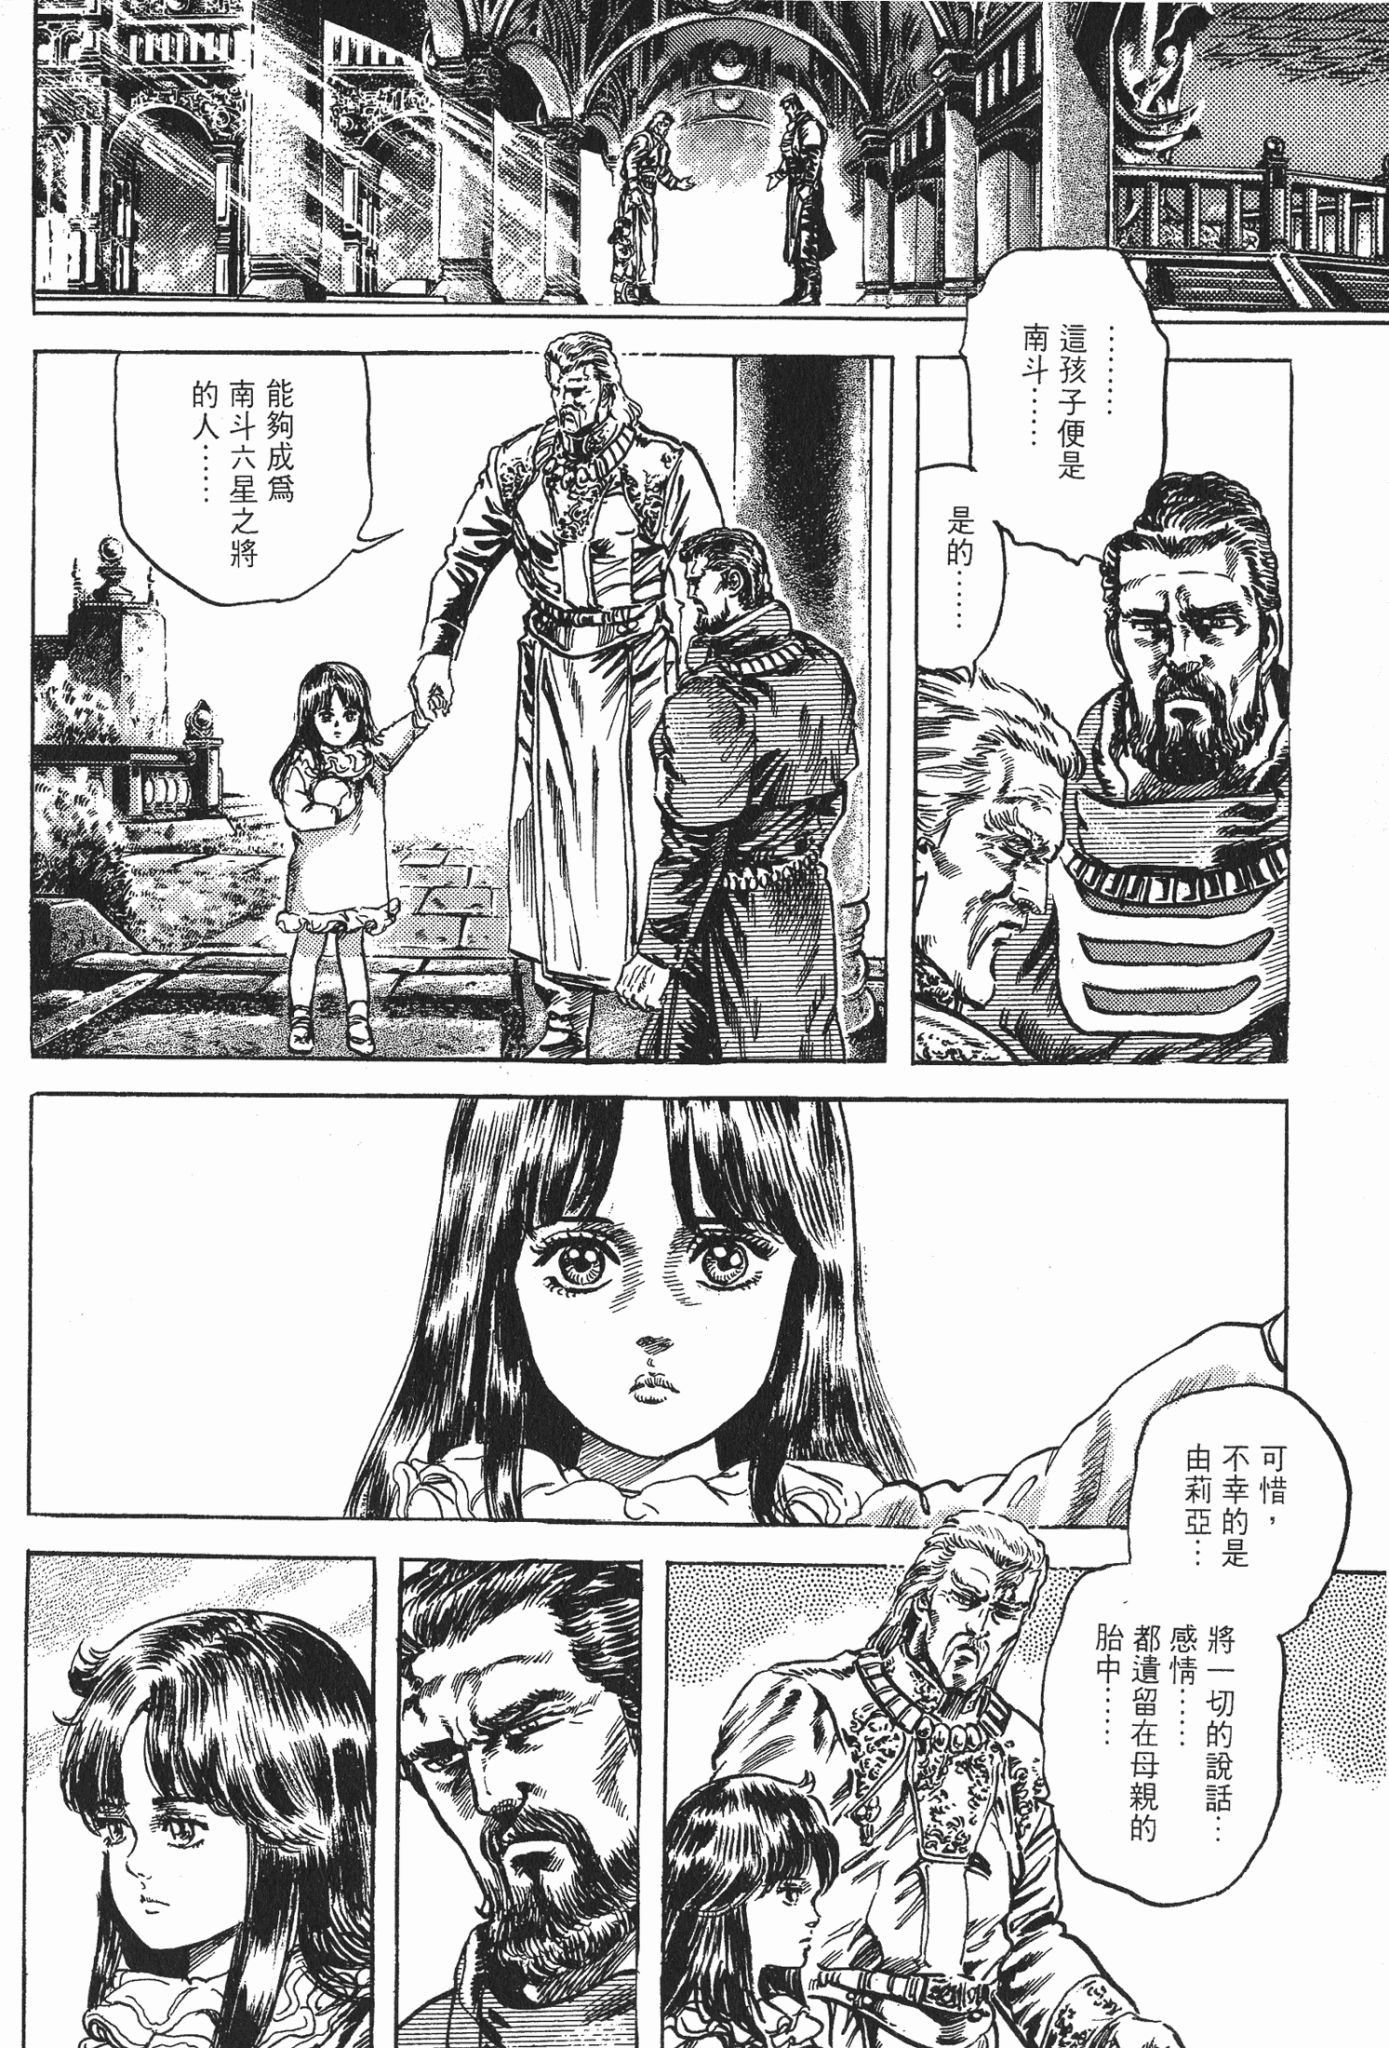 ………
這孩子便是
南斗……
是的……
能夠成爲
南斗六星之將
的人……
可惜，
不幸的是
由莉亞…
將一切的說話…
感情……
都遺留在母親的
胎中……